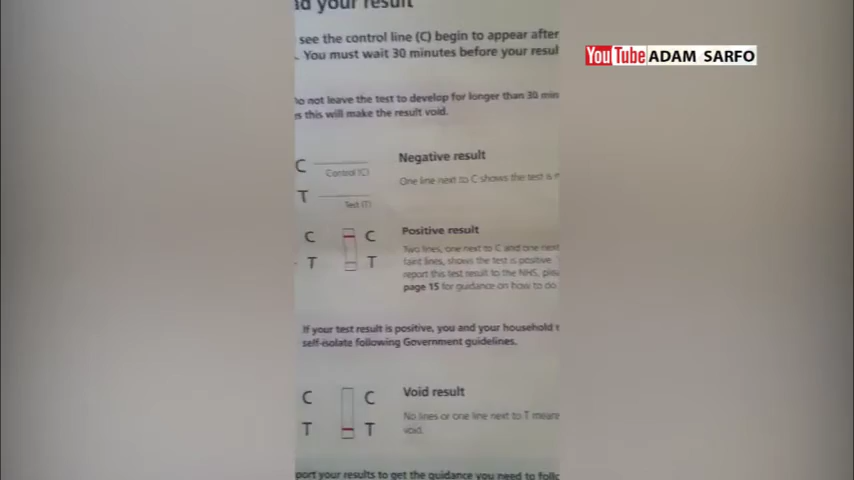 ad your result
YouTube ADAM SARFO
see the control line (C) begin to appear after
. You must wait 30 minutes before your resul
o not leave the test to develop for longer than 30 min
es this will make the result void.
C
Control (C)
T
Test (T)
Negative result
One line next to C shows the test is n
C C
T T
Positive result
Two lines, one next to C and one next
faint lines, shows the test is positive.
report this test result to the NHS, plea
page 15 for guidance on how to do
If your test result is positive, you and your household
self-isolate following Government guidelines.
C C
T T
Void result
No lines or one line next to T means
void.
port your results to get the guidance you need to follo